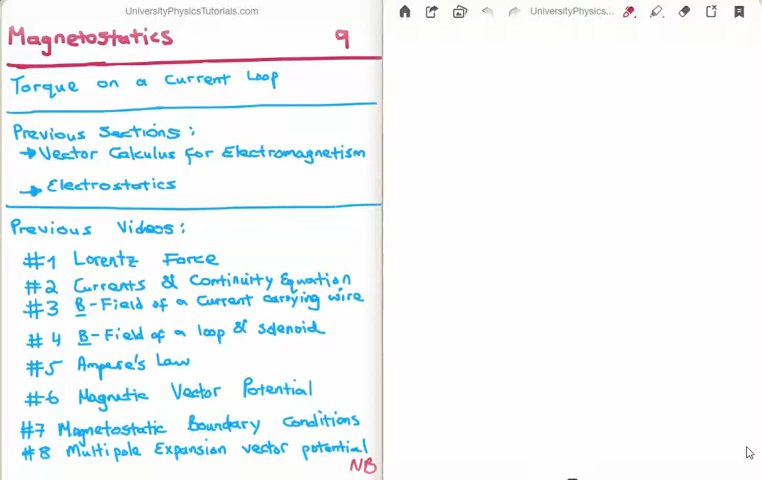 UniversityPhysicsTutorials.com
Magnetostatics 9
Torque on a Current Loop
Previous Sections:
→ Vector Calculus for Electromagnetism
→ Electrostatics
Previous Videos:
#1 Lorentz Force
#2 Currents & Continuity Equation
#3 B-Field of a current carrying wire
#4 B-Field of a loop & solenoid
#5 Ampere's Law
#6 Magnetic Vector Potential
#7 Magnetostatic Boundary Conditions
#8 Multipole Expansion vector potential
NB
UniversityPhysics...